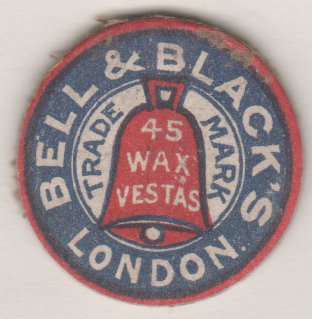 BELL & BLACK'S
TRADE MARK
45
WAX
VESTAS
LONDON.